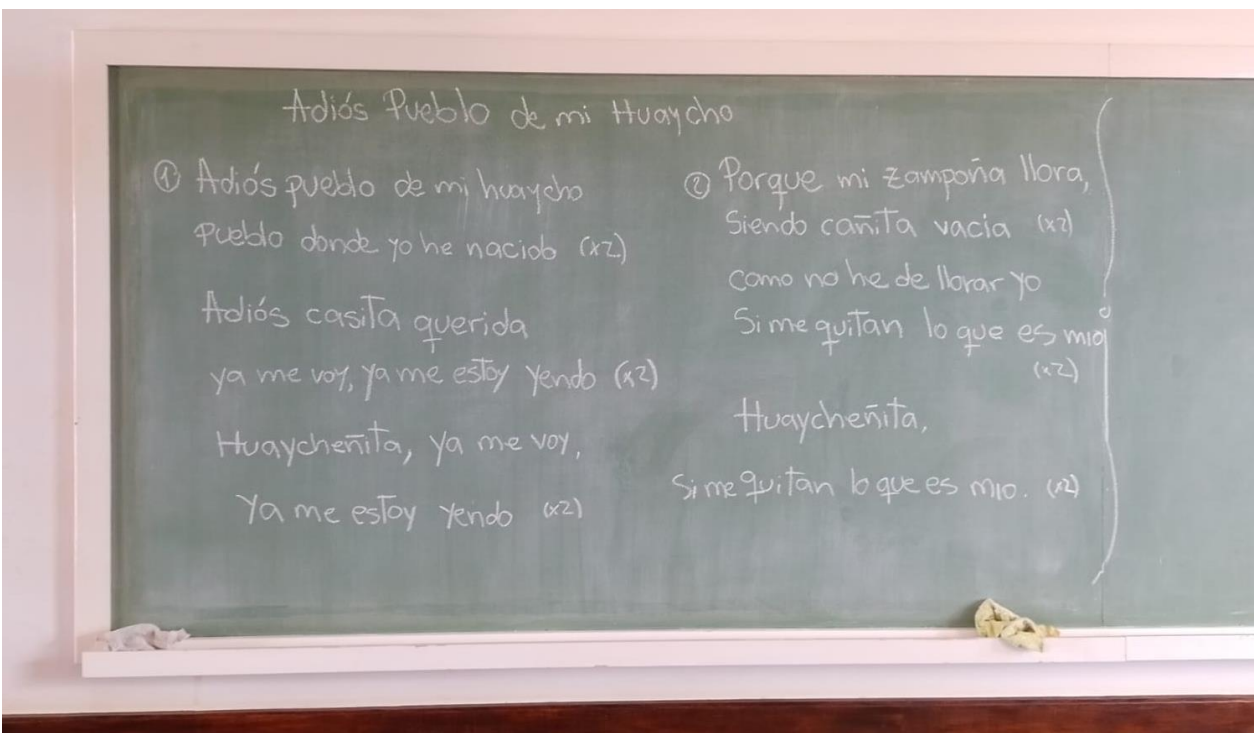 Adiós Pueblo de mi Huaycho
① Adiós pueblo de mi huaycho
pueblo donde yo he nacido (x2)
Adiós casita querida
ya me voy, ya me estoy yendo (x2)
Huaycheñita, ya me voy,
Ya me estoy yendo (x2)
② Porque mi zampoña llora,
Siendo cañita vacia (x2)
como no he de llorar yo
Si me quitan lo que es mio
(x2)
Huaycheñita,
Si me quitan lo que es mio. (x2)